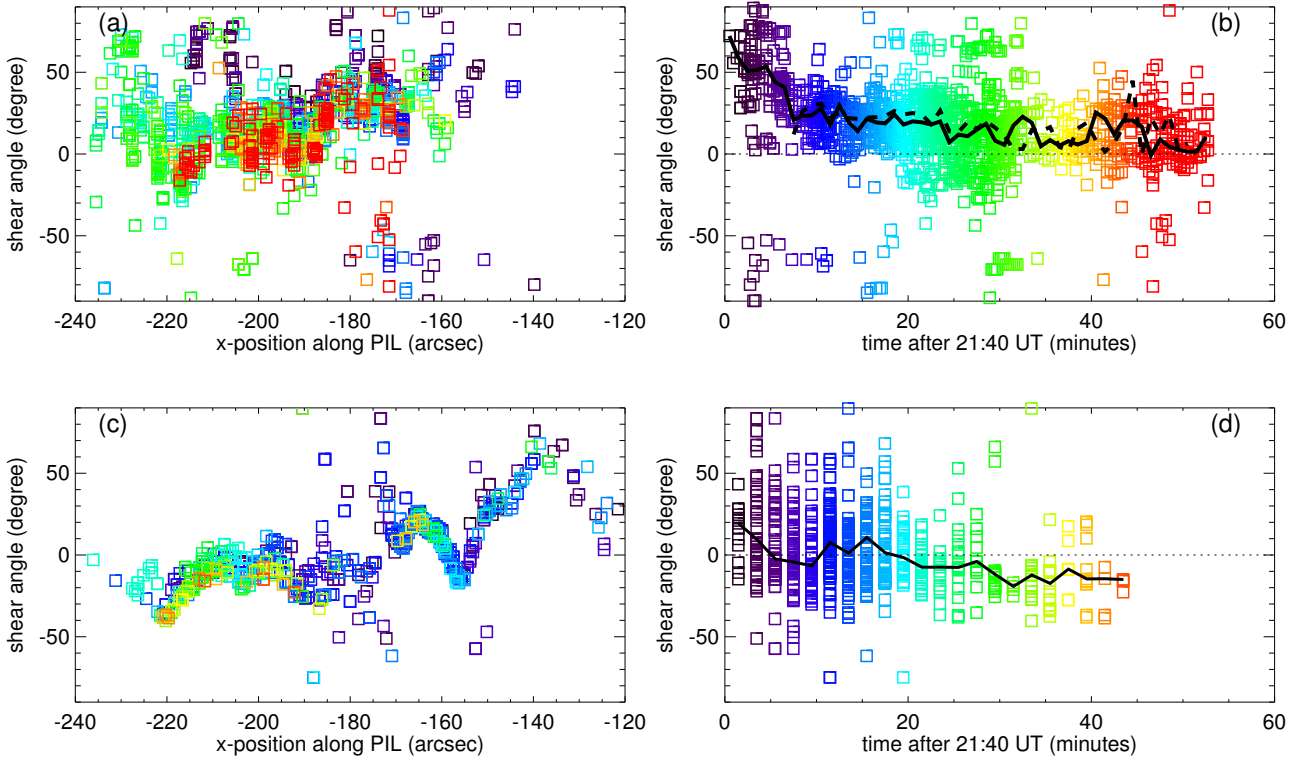 (a)
shear angle (degree)
50
0
-50
-240 -220 -200 -180 -160 -140 -120
x-position along PIL (arcsec)
(b)
shear angle (degree)
50
0
-50
0 20 40 60
time after 21:40 UT (minutes)
(c)
shear angle (degree)
50
0
-50
-240 -220 -200 -180 -160 -140 -120
x-position along PIL (arcsec)
(d)
shear angle (degree)
50
0
-50
0 20 40 60
time after 21:40 UT (minutes)